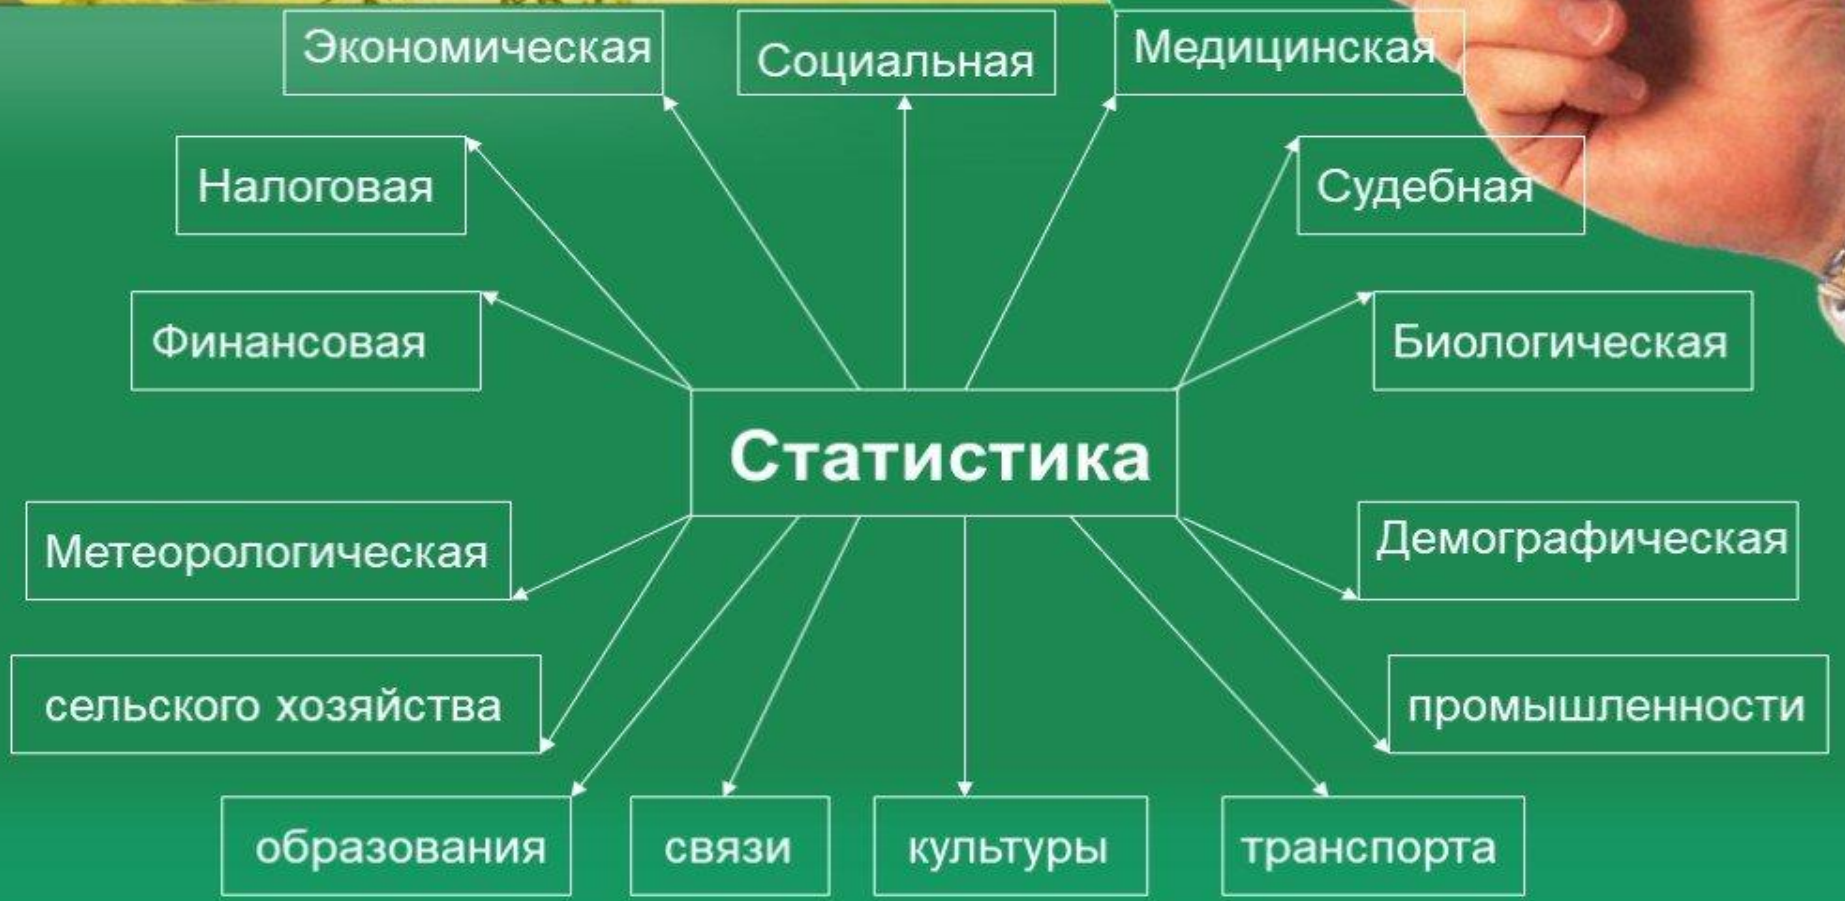 Экономическая
Социальная
Медицинская
Налоговая
Судебная
Финансовая
Биологическая
Статистика
Метеорологическая
Демографическая
сельского хозяйства
промышленности
образования
связи
культуры
транспорта